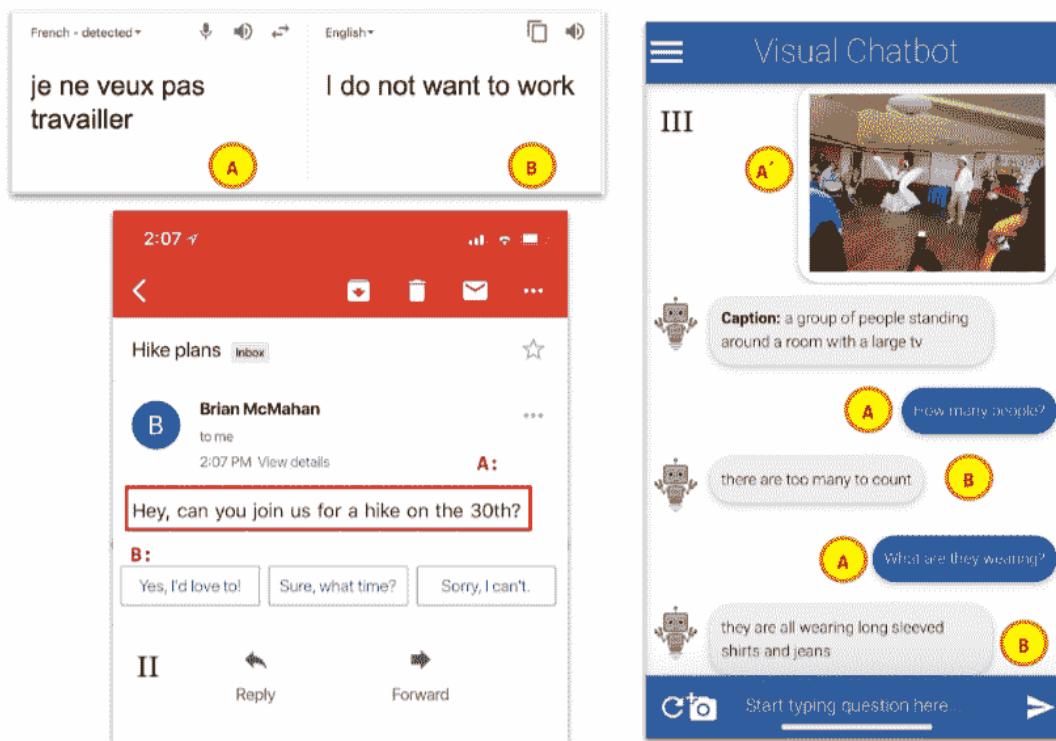 French - detected
English
je ne veux pas
travailler
I do not want to work
A
B
2:07
Hike plans Inbox
B
Brian McMahan
to me
2:07 PM View details
A:
Hey, can you join us for a hike on the 30th?
B:
Yes, I'd love to!
Sure, what time?
Sorry, I can't.
II
Reply
Forward
Visual Chatbot
III
A´
Caption: a group of people standing
around a room with a large tv
A
How many people?
there are too many to count
B
A
What are they wearing?
they are all wearing long sleeved
shirts and jeans
B
Start typing question here...